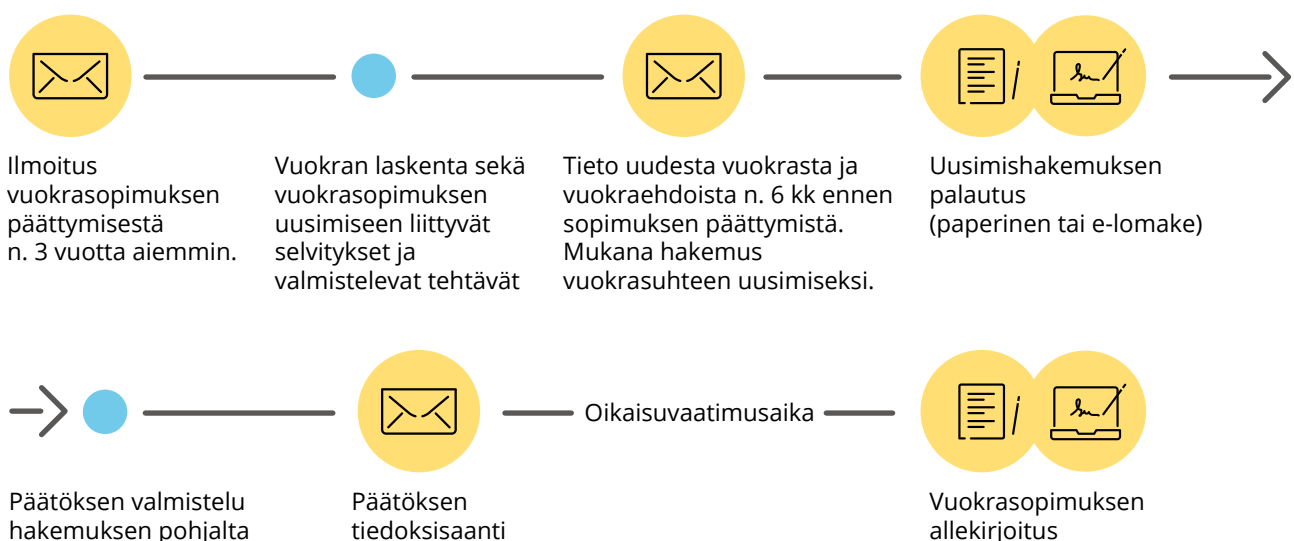 Ilmoitus
vuokrasopimuksen
päättymisestä
n. 3 vuotta aiemmin.
Vuokran laskenta sekä
vuokrasopimuksen
uusimiseen liittyvät
selvitykset ja
valmistelevat tehtävät
Tieto uudesta vuokrasta ja
vuokraehdoista n. 6 kk ennen
sopimuksen päättymistä.
Mukana hakemus
vuokrasuhteen uusimiseksi.
Uusimishakemuksen
palautus
(paperinen tai e-lomake)
Oikaisuvaatimusaika
Päätöksen valmistelu
hakemuksen pohjalta
Päätöksen
tiedoksisaanti
Vuokrasopimuksen
allekirjoitus